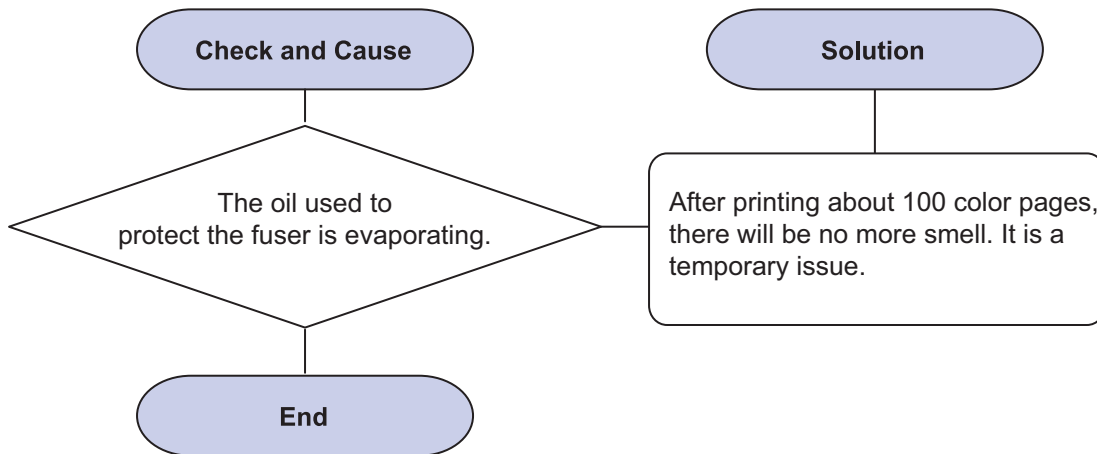 Check and Cause
Solution
The oil used to
protect the fuser is evaporating.
After printing about 100 color pages,
there will be no more smell. It is a
temporary issue.
End